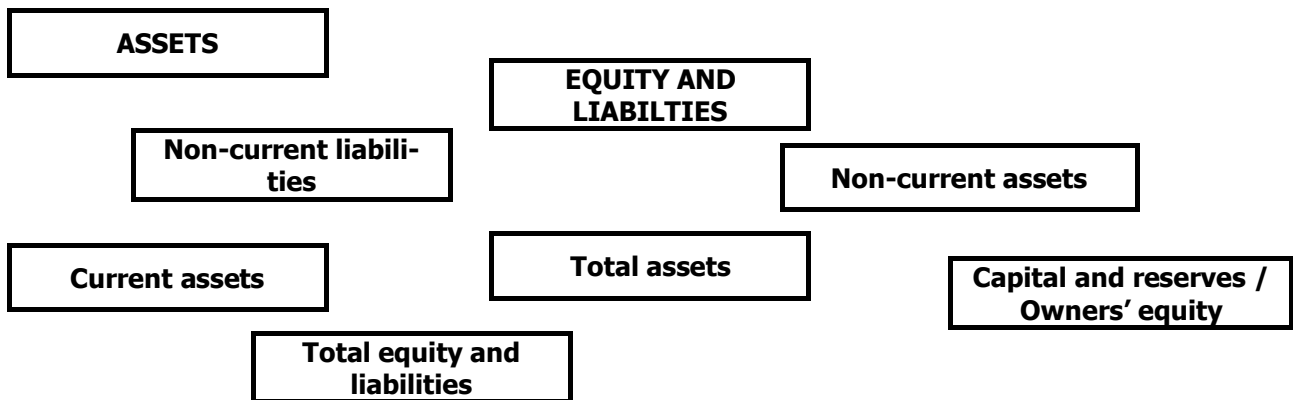 ASSETS
EQUITY AND
LIABILTIES
Non-current liabili-
ties
Non-current assets
Current assets
Total assets
Capital and reserves /
Owners’ equity
Total equity and
liabilities